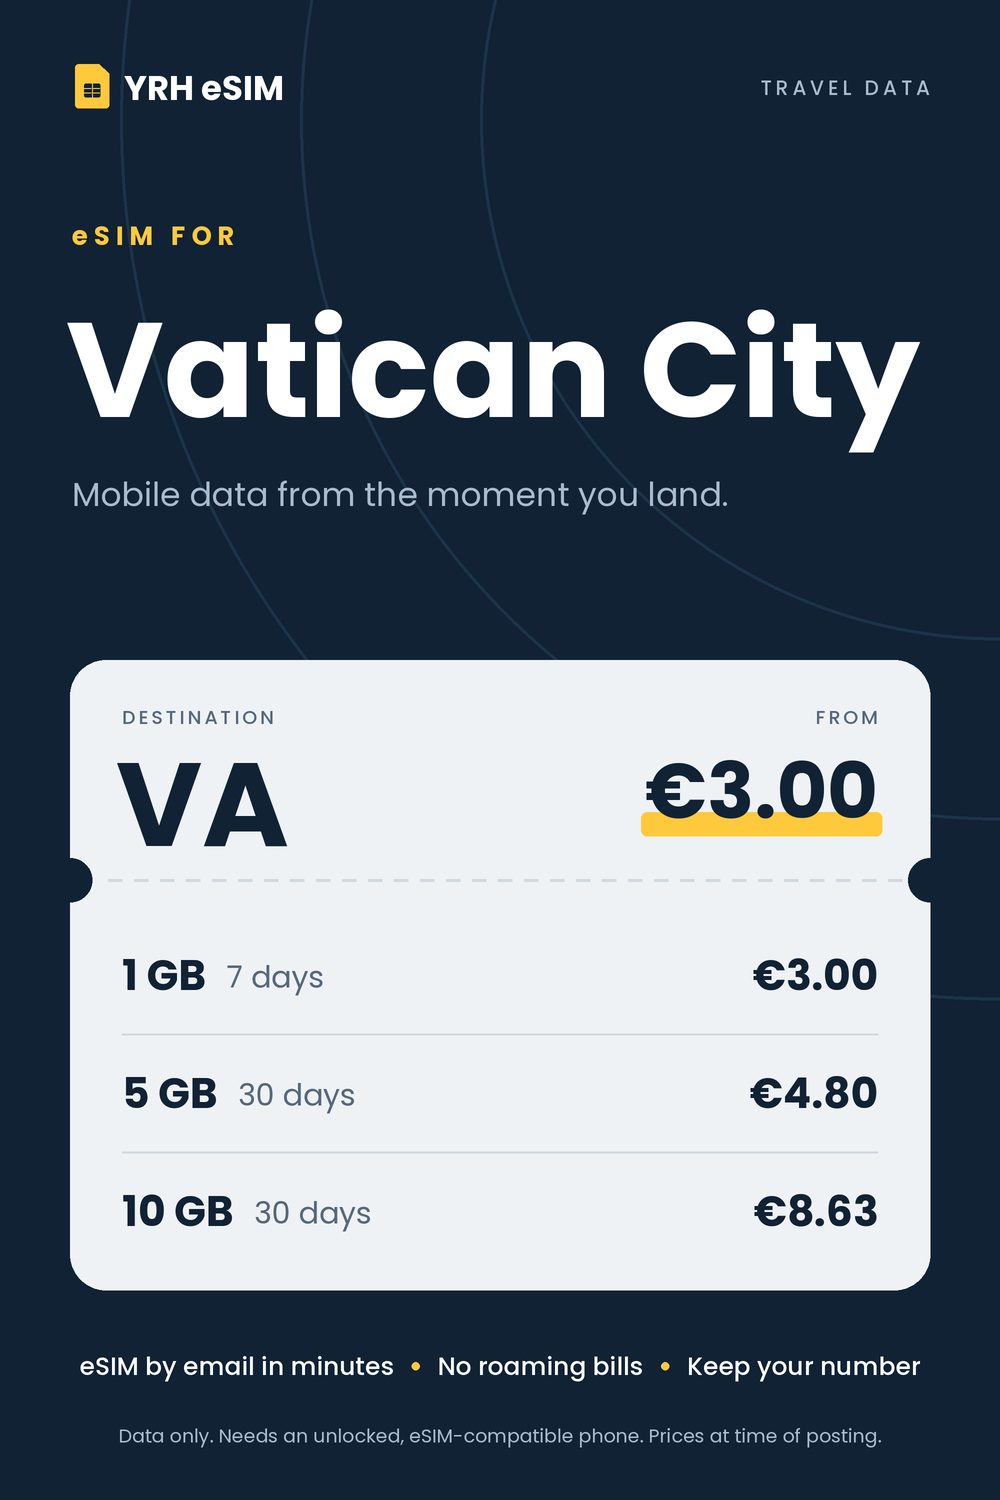 YRH eSIM
TRAVEL DATA
eSIM FOR
Vatican City
Mobile data from the moment you land.
DESTINATION FROM
VA €3.00
1 GB 7 days €3.00
5 GB 30 days €4.80
10 GB 30 days €8.63
eSIM by email in minutes • No roaming bills • Keep your number
Data only. Needs an unlocked, eSIM-compatible phone. Prices at time of posting.